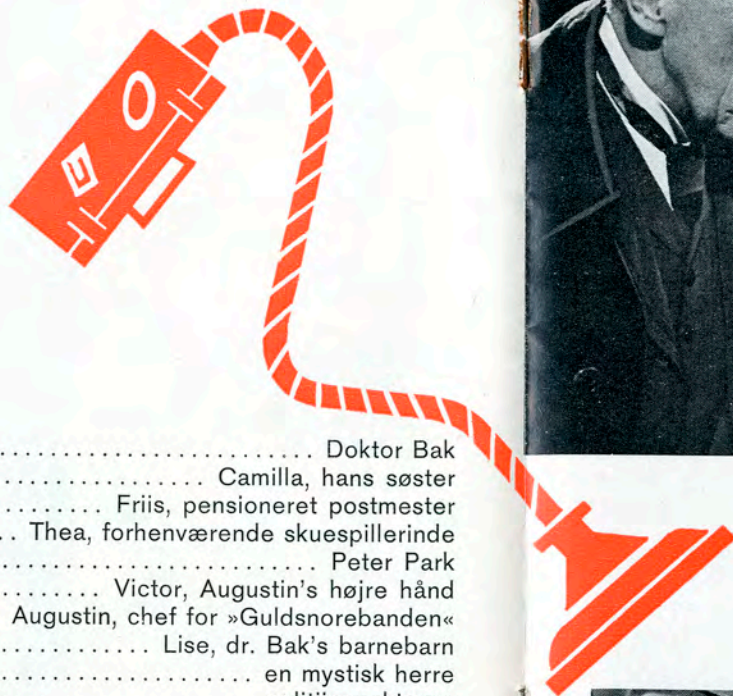 ........................ Doktor Bak
................. Camilla, hans søster
........ Friis, pensioneret postmester
.. Thea, forhenværende skuespillerinde
.......................... Peter Park
......... Victor, Augustin's højre hånd
Augustin, chef for »Guldsnorebanden«
............. Lise, dr. Bak's barnebarn
..................... en mystisk herre